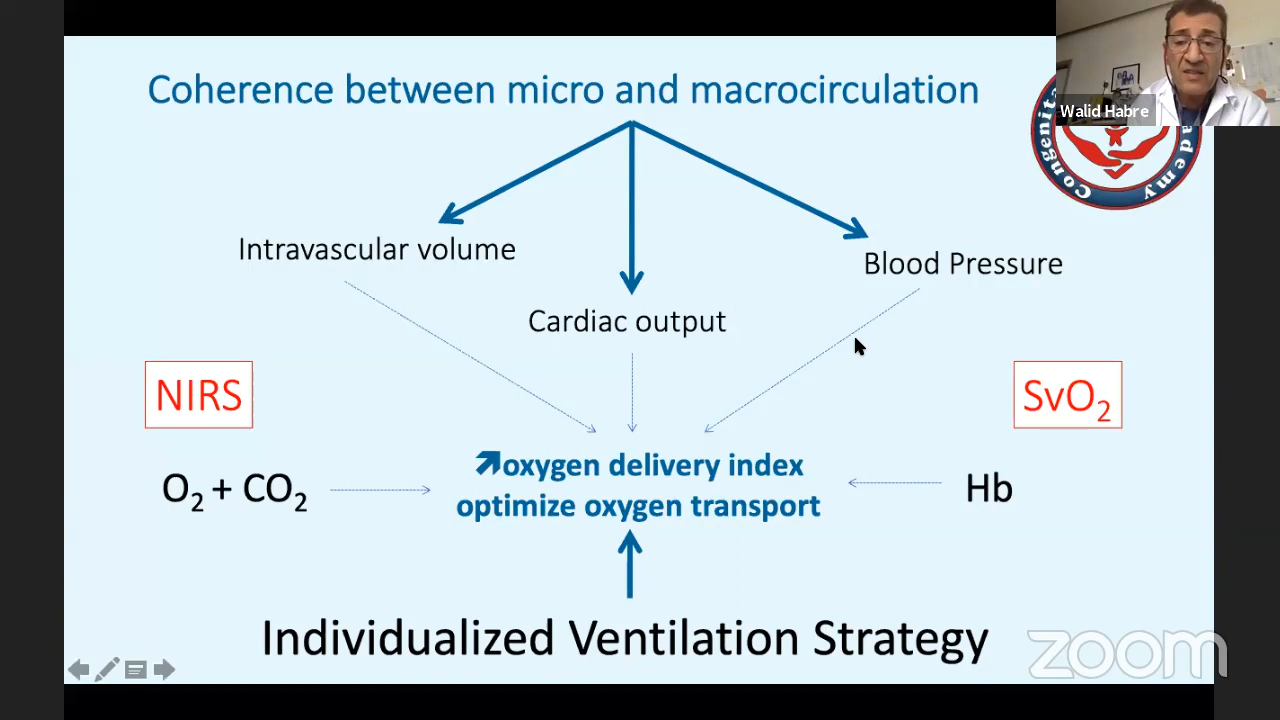 Coherence between micro and macrocirculation
Walid Habre
Intravascular volume
Blood Pressure
Cardiac output
NIRS
SvO₂
↗oxygen delivery index
optimize oxygen transport
O₂ + CO₂
Hb
Individualized Ventilation Strategy
zoom